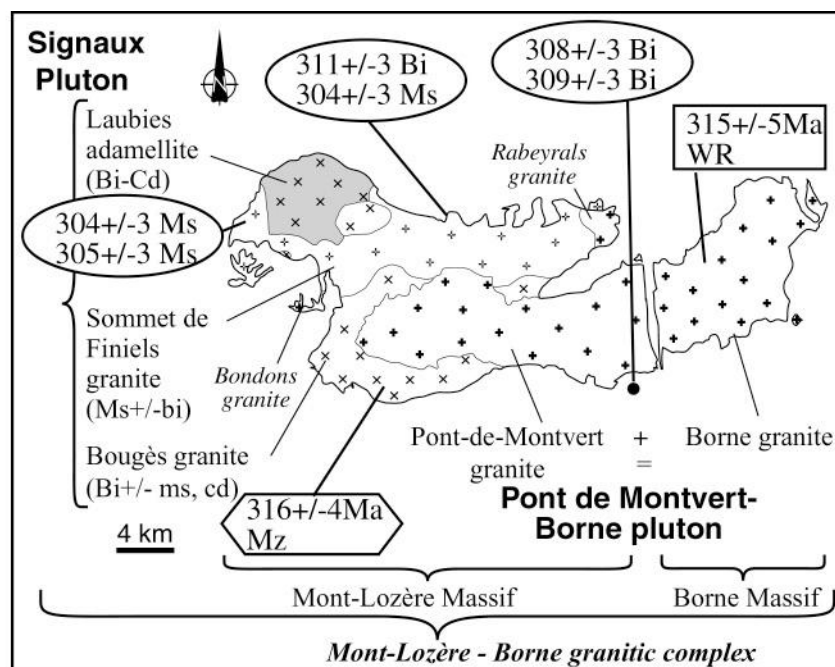 Signaux
Pluton
N
311+/-3 Bi
304+/-3 Ms
308+/-3 Bi
309+/-3 Bi
315+/-5Ma
WR
Laubies
adamellite
(Bi-Cd)
Rabeyrals
granite
304+/-3 Ms
305+/-3 Ms
Sommet de
Finiels
granite
(Ms+/-bi)
Bondons
granite
Bougès granite
(Bi+/- ms, cd)
Pont-de-Montvert
granite
+
=
Borne granite
316+/-4Ma
Mz
Pont de Montvert-
Borne pluton
4 km
Mont-Lozère Massif
Borne Massif
Mont-Lozère - Borne granitic complex